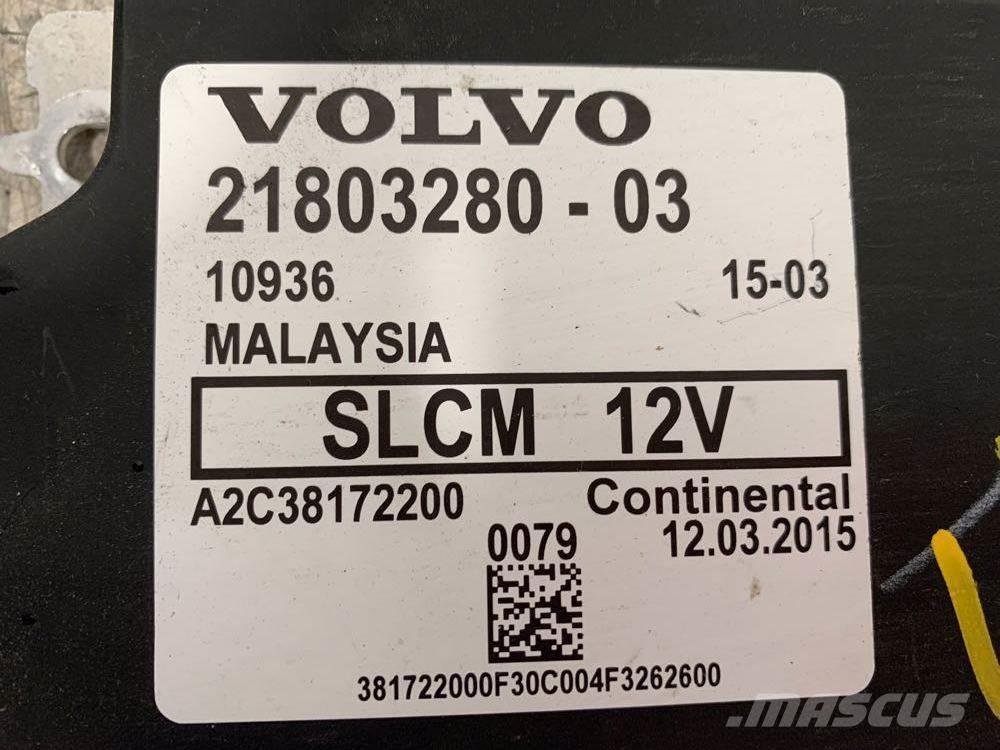 VOLVO
21803280 - 03
10936 15-03
MALAYSIA
SLCM 12V
A2C38172200 Continental
0079 12.03.2015
381722000F30C004F3262600
.MASCUS